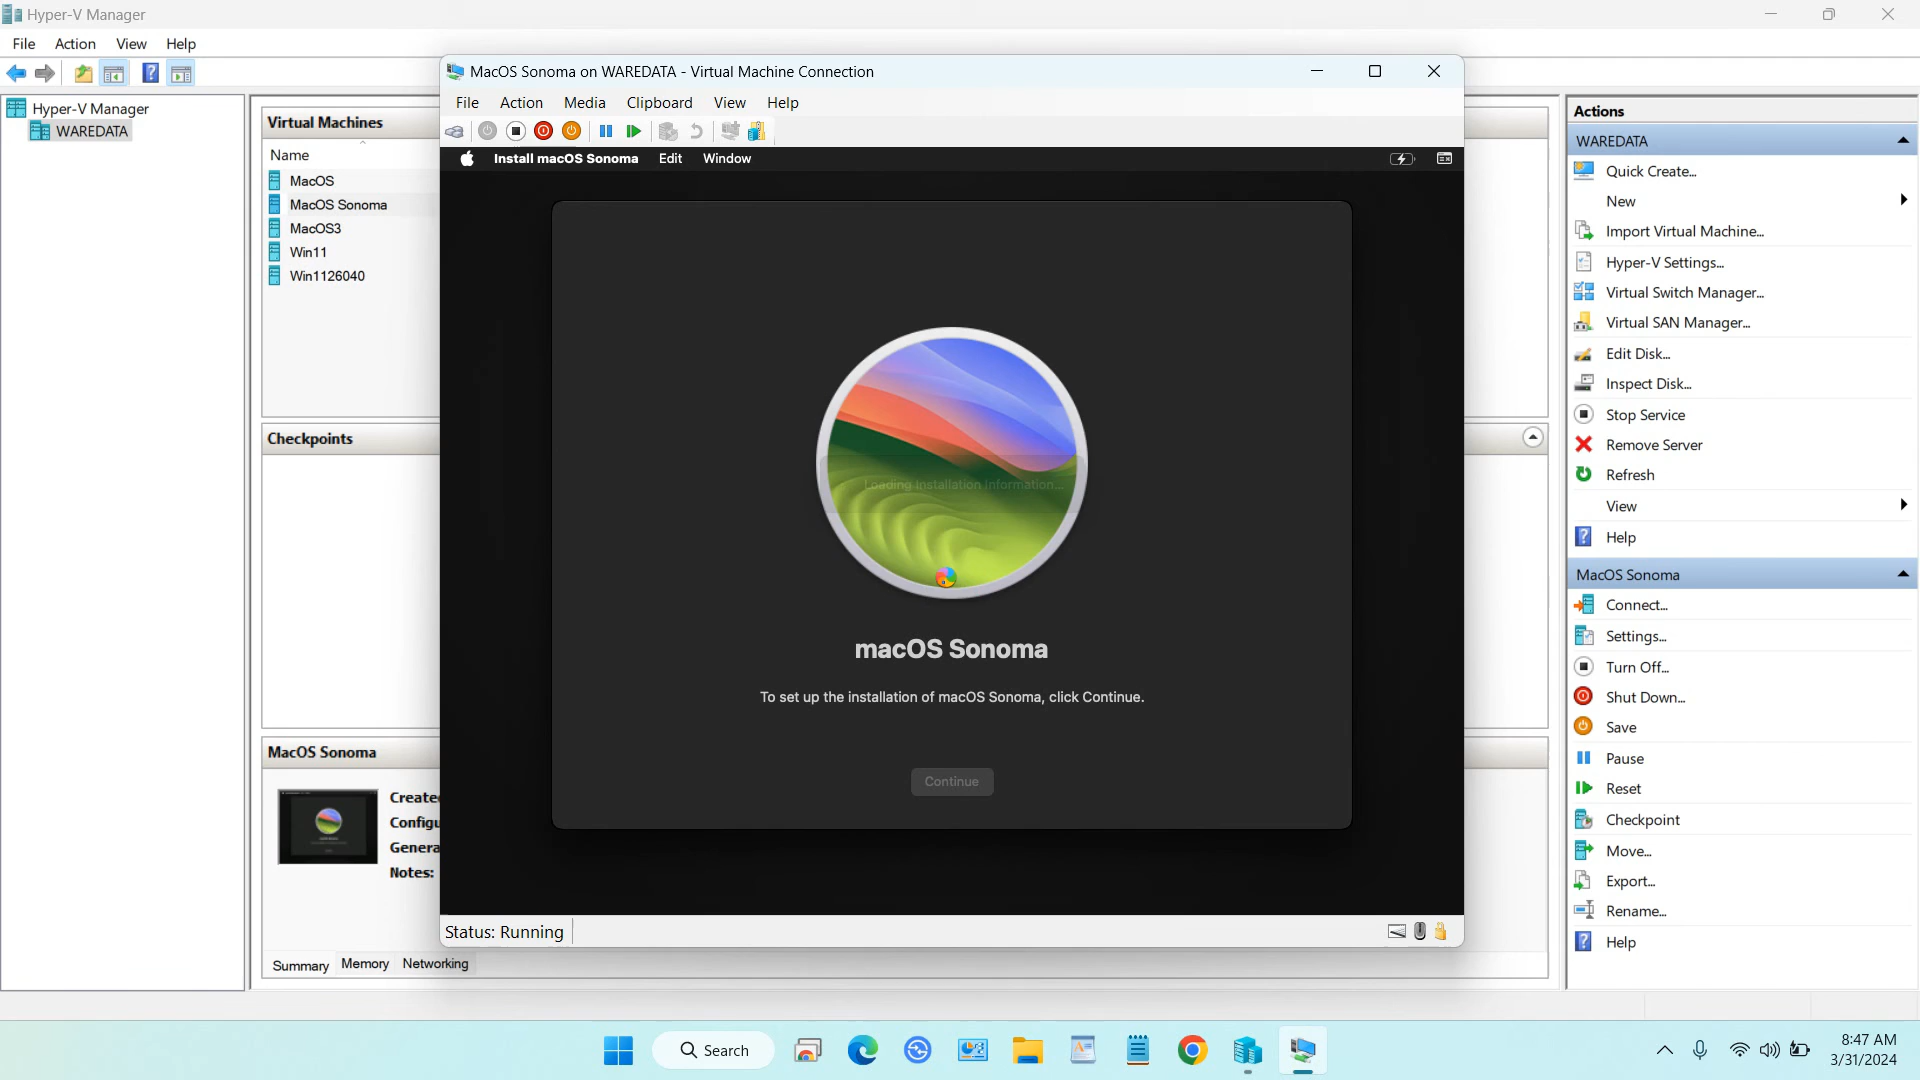 Hyper-V Manager
File Action View Help
Hyper-V Manager
WAREDATA
Virtual Machines
Name
MacOS
MacOS Sonoma
MacOS3
Win11
Win1126040
Checkpoints
MacOS Sonoma
Create
Configu
Genera
Notes:
Summary Memory Networking
MacOS Sonoma on WAREDATA - Virtual Machine Connection
File Action Media Clipboard View Help
Install macOS Sonoma Edit Window
Loading Installation Information...
macOS Sonoma
To set up the installation of macOS Sonoma, click Continue.
Continue
Status: Running
Actions
WAREDATA
Quick Create...
New
Import Virtual Machine...
Hyper-V Settings...
Virtual Switch Manager...
Virtual SAN Manager...
Edit Disk...
Inspect Disk...
Stop Service
Remove Server
Refresh
View
Help
MacOS Sonoma
Connect...
Settings...
Turn Off...
Shut Down...
Save
Pause
Reset
Checkpoint
Move...
Export...
Rename...
Help
Search
8:47 AM
3/31/2024